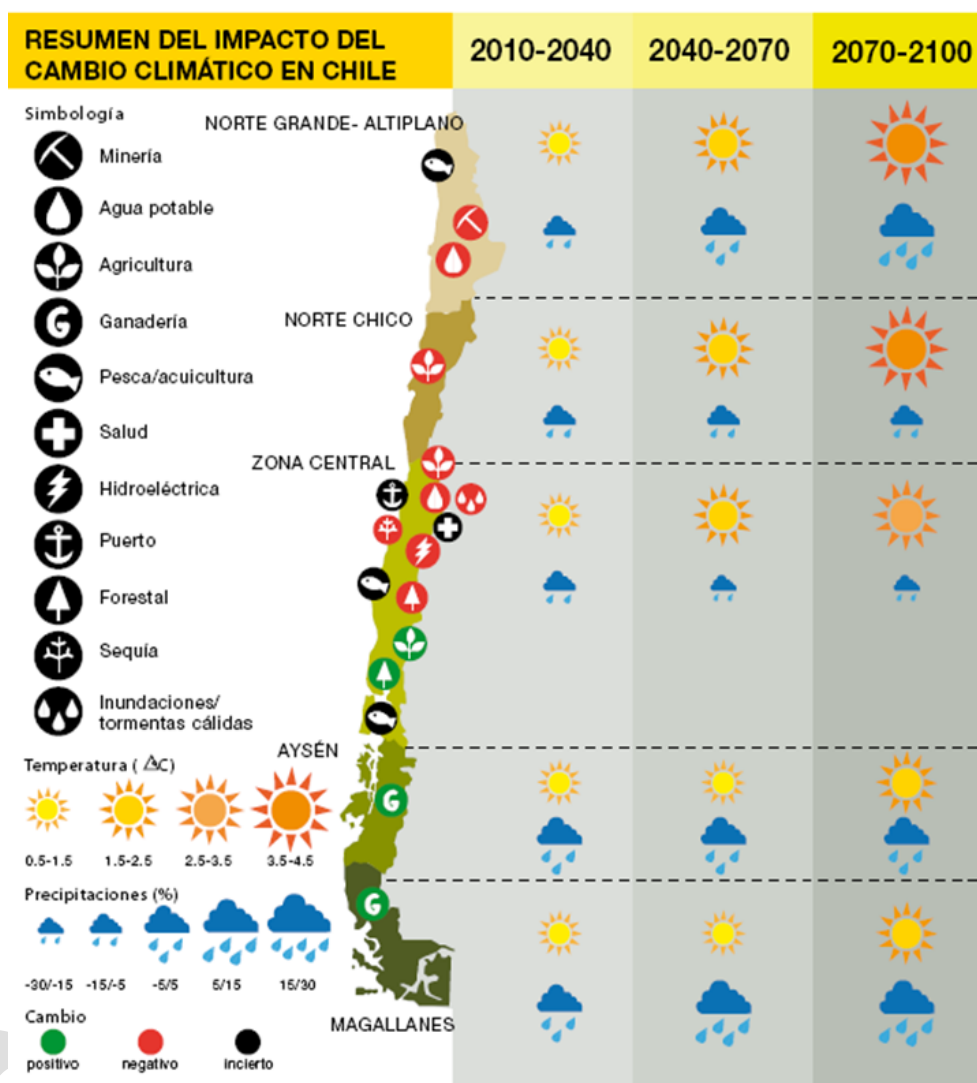 RESUMEN DEL IMPACTO DEL
CAMBIO CLIMÁTICO EN CHILE
2010-2040
2040-2070
2070-2100
Simbología
Minería
Agua potable
Agricultura
Ganadería
Pesca/acuicultura
Salud
Hidroeléctrica
Puerto
Forestal
Sequía
Inundaciones/
tormentas cálidas
NORTE GRANDE- ALTIPLANO
NORTE CHICO
ZONA CENTRAL
AYSÉN
MAGALLANES
Temperatura ( ΔC)
0.5-1.5 1.5-2.5 2.5-3.5 3.5-4.5
Precipitaciones (%)
-30/-15 -15/-5 -5/5 5/15 15/30
Cambio
positivo negativo incierto